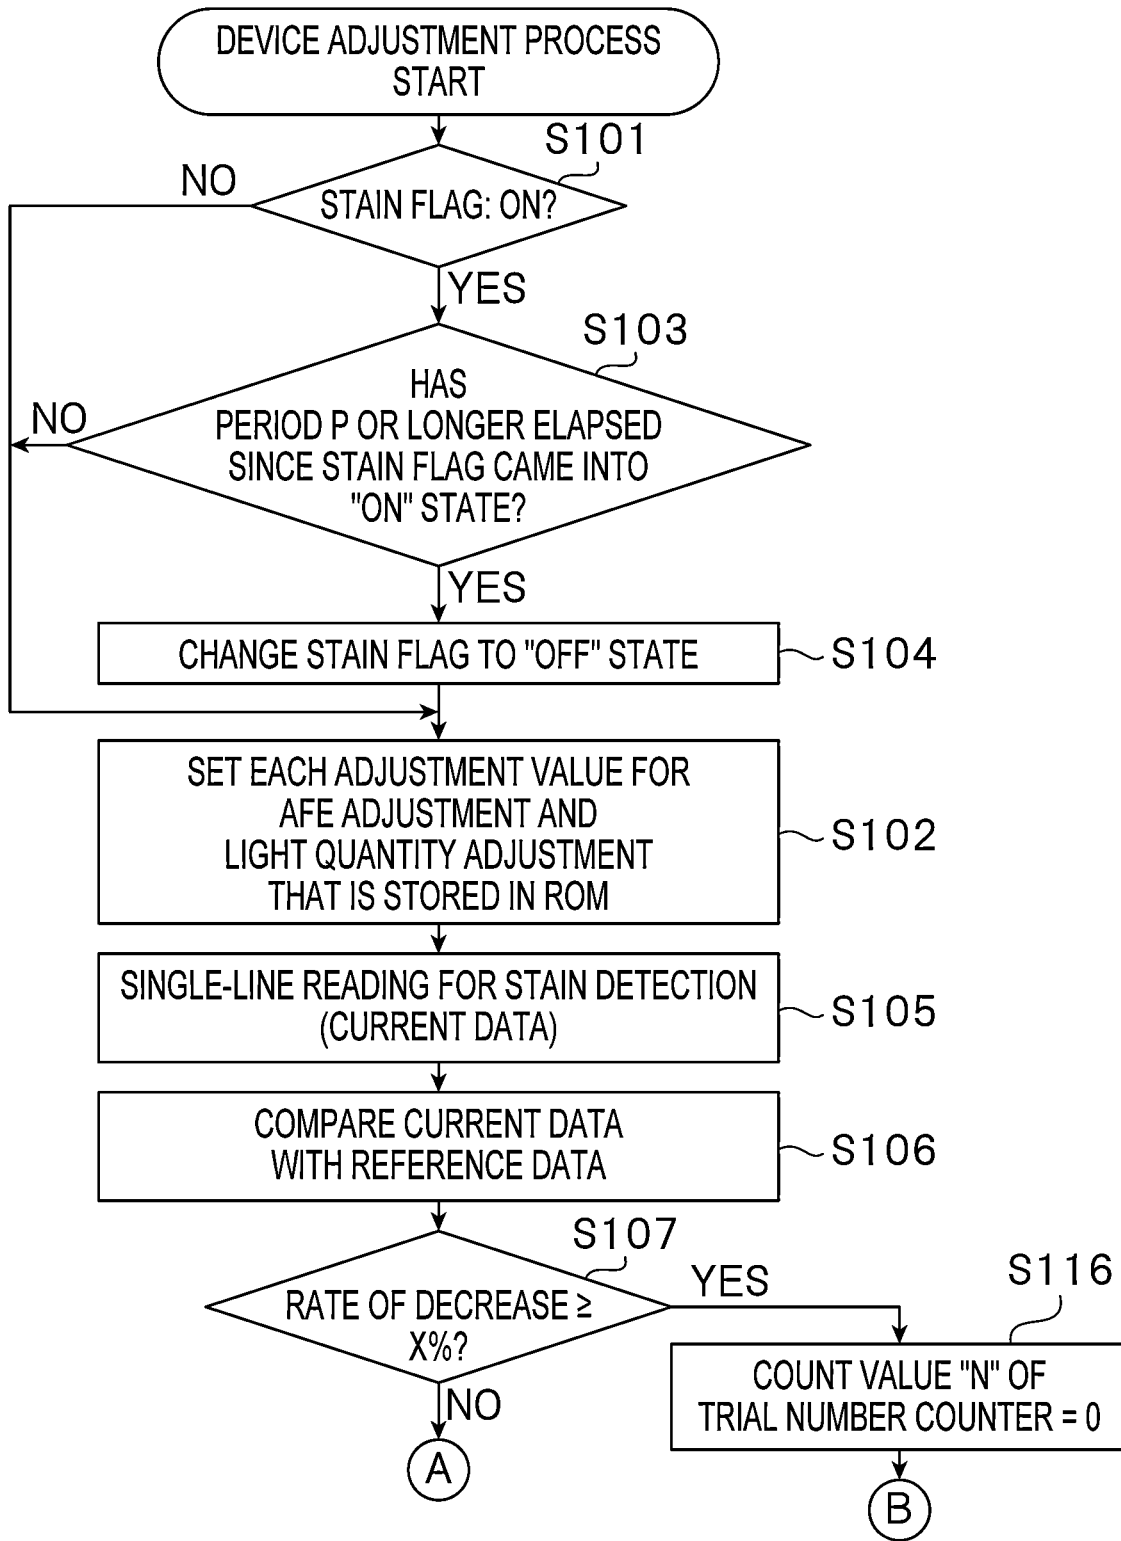 DEVICE ADJUSTMENT PROCESS
START
S101
NO
STAIN FLAG: ON?
YES
S103
NO
HAS
PERIOD P OR LONGER ELAPSED
SINCE STAIN FLAG CAME INTO
"ON" STATE?
YES
CHANGE STAIN FLAG TO "OFF" STATE
S104
SET EACH ADJUSTMENT VALUE FOR
AFE ADJUSTMENT AND
LIGHT QUANTITY ADJUSTMENT
THAT IS STORED IN ROM
S102
SINGLE-LINE READING FOR STAIN DETECTION
(CURRENT DATA)
S105
COMPARE CURRENT DATA
WITH REFERENCE DATA
S106
S107
RATE OF DECREASE ≥
X%?
YES
S116
COUNT VALUE "N" OF
TRIAL NUMBER COUNTER = 0
NO
A
B